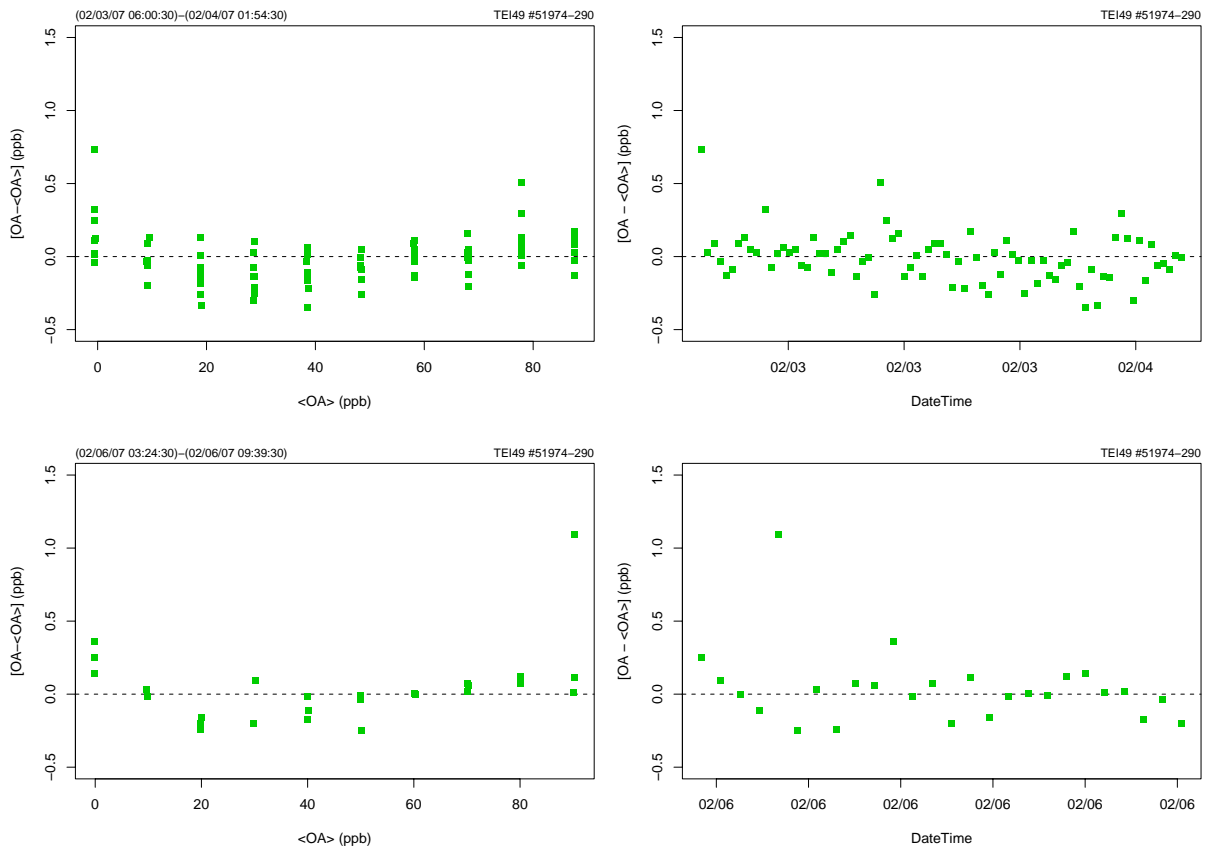 (02/03/07 06:00:30)−(02/04/07 01:54:30) TEI49 #51974−290
[OA−<OA>] (ppb)
1.5
1.0
0.5
0.0
−0.5
0 20 40 60 80
<OA> (ppb)
TEI49 #51974−290
[OA − <OA>] (ppb)
1.5
1.0
0.5
0.0
−0.5
02/03 02/03 02/03 02/04
DateTime
(02/06/07 03:24:30)−(02/06/07 09:39:30) TEI49 #51974−290
[OA−<OA>] (ppb)
1.5
1.0
0.5
0.0
−0.5
0 20 40 60 80
<OA> (ppb)
TEI49 #51974−290
[OA − <OA>] (ppb)
1.5
1.0
0.5
0.0
−0.5
02/06 02/06 02/06 02/06 02/06 02/06
DateTime